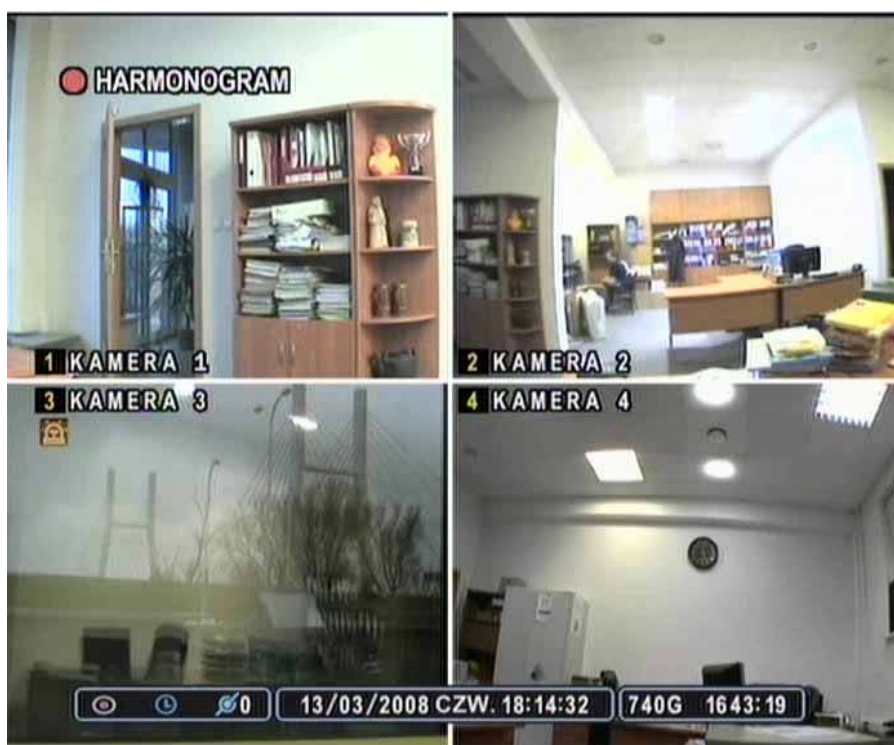 HARMONOGRAM
1 KAMERA 1
2 KAMERA 2
3 KAMERA 3
4 KAMERA 4
0 13/03/2008 CZW. 18:14:32 740G 1643:19